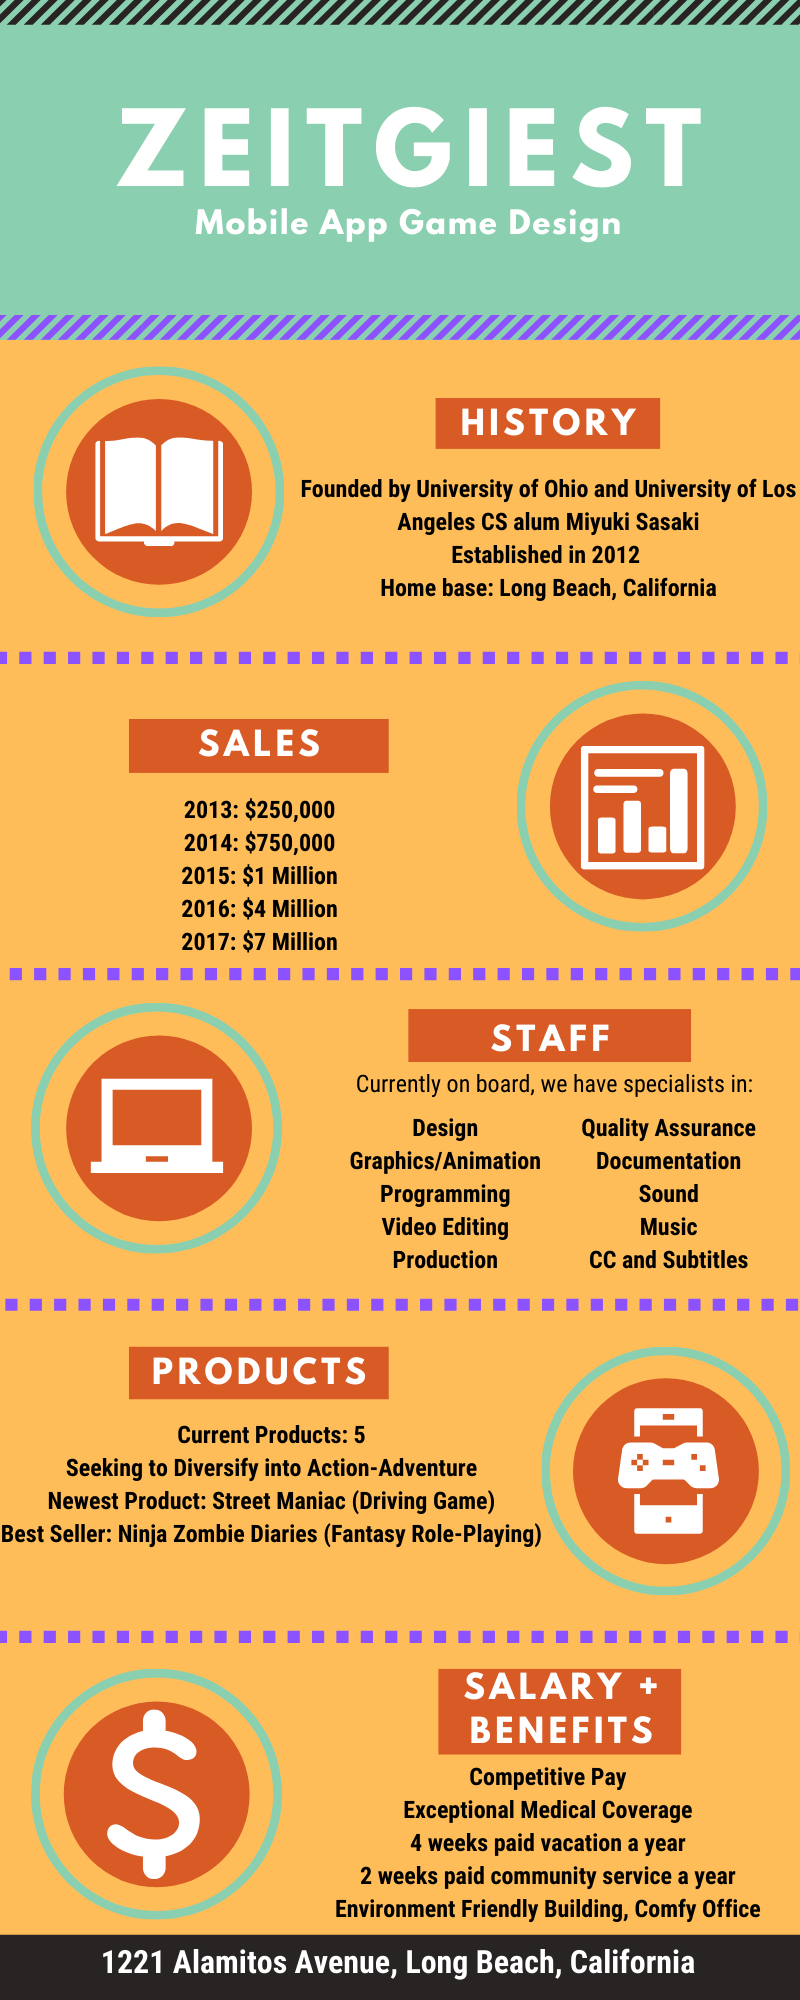 ZEITGIEST
Mobile App Game Design
HISTORY
Founded by University of Ohio and University of Los
Angeles CS alum Miyuki Sasaki
Established in 2012
Home base: Long Beach, California
SALES
2013: $250,000
2014: $750,000
2015: $1 Million
2016: $4 Million
2017: $7 Million
STAFF
Currently on board, we have specialists in:
Design
Graphics/Animation
Programming
Video Editing
Production
Quality Assurance
Documentation
Sound
Music
CC and Subtitles
PRODUCTS
Current Products: 5
Seeking to Diversify into Action-Adventure
Newest Product: Street Maniac (Driving Game)
Best Seller: Ninja Zombie Diaries (Fantasy Role-Playing)
SALARY +
BENEFITS
Competitive Pay
Exceptional Medical Coverage
4 weeks paid vacation a year
2 weeks paid community service a year
Environment Friendly Building, Comfy Office
1221 Alamitos Avenue, Long Beach, California